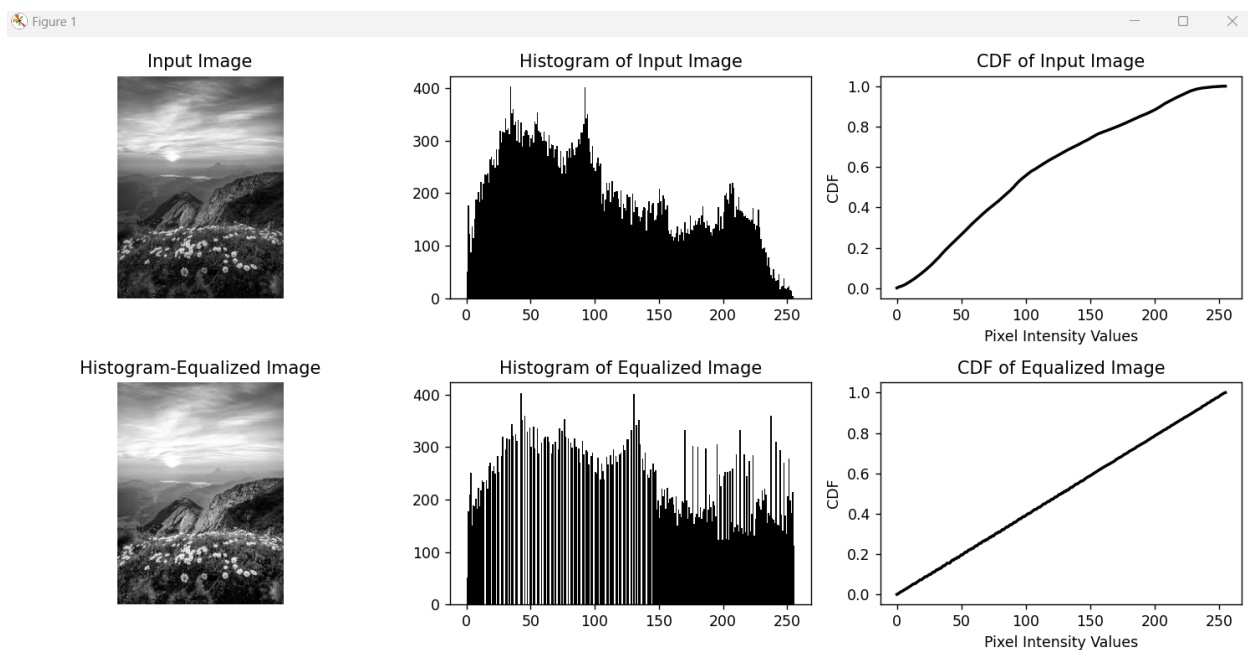 Figure 1
Input Image
Histogram of Input Image
CDF of Input Image
400
300
200
100
0
0 50 100 150 200 250
1.0
0.8
0.6
0.4
0.2
0.0
CDF
0 50 100 150 200 250
Pixel Intensity Values
Histogram-Equalized Image
Histogram of Equalized Image
CDF of Equalized Image
400
300
200
100
0
0 50 100 150 200 250
1.0
0.8
0.6
0.4
0.2
0.0
CDF
0 50 100 150 200 250
Pixel Intensity Values